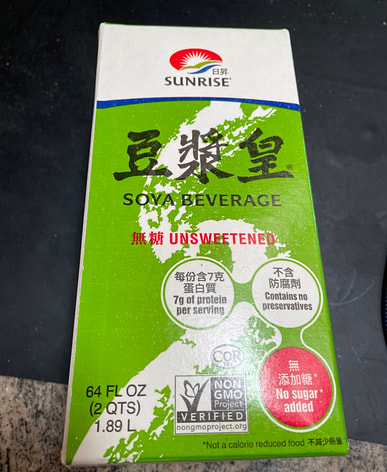 日昇
SUNRISE®
豆漿皇®
SOYA BEVERAGE
無糖 UNSWEETENED
每份含7克
蛋白質
7g of protein
per serving
不含
防腐劑
Contains no
preservatives
無
添加糖*
No sugar*
added
COR
64 FL OZ
(2 QTS)
1.89 L
NON
GMO
Project
VERIFIED
nongmoproject.org
*Not a calorie reduced food 不減少熱量